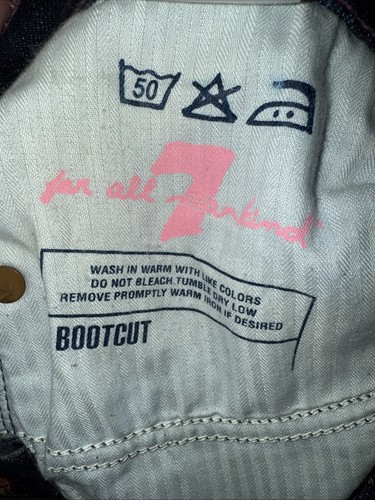 50
for all 7 mankind
WASH IN WARM WITH LIKE COLORS
DO NOT BLEACH.TUMBLE DRY LOW
REMOVE PROMPTLY WARM IRON IF DESIRED
BOOTCUT